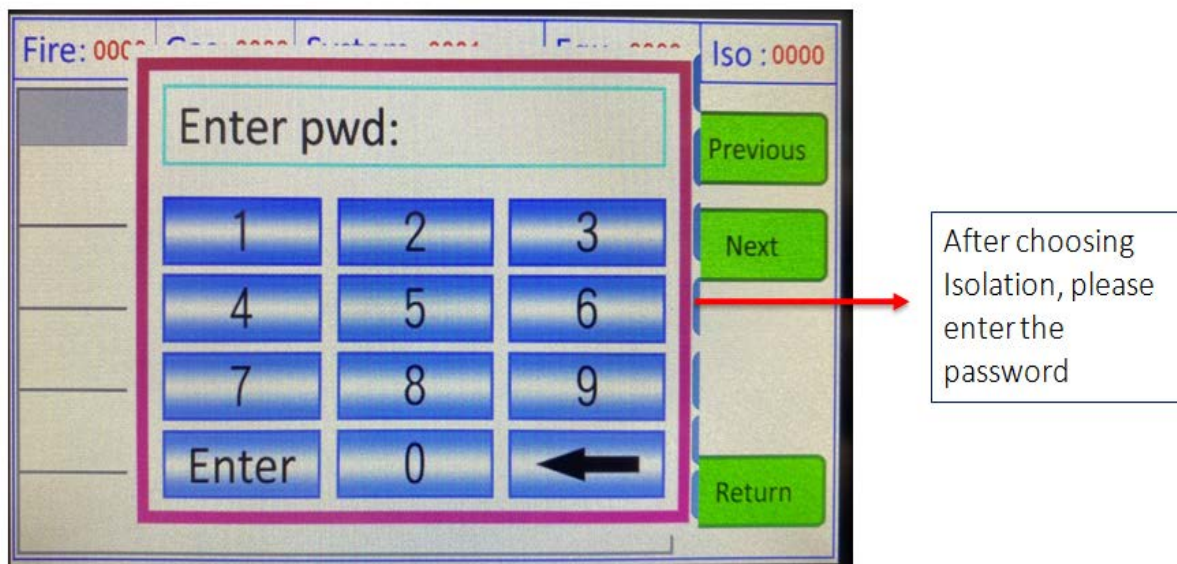 Fire: 000 Iso : 0000
Enter pwd:
Previous
1 2 3
Next
4 5 6
7 8 9
Enter 0
Return
After choosing
Isolation, please
enter the
password